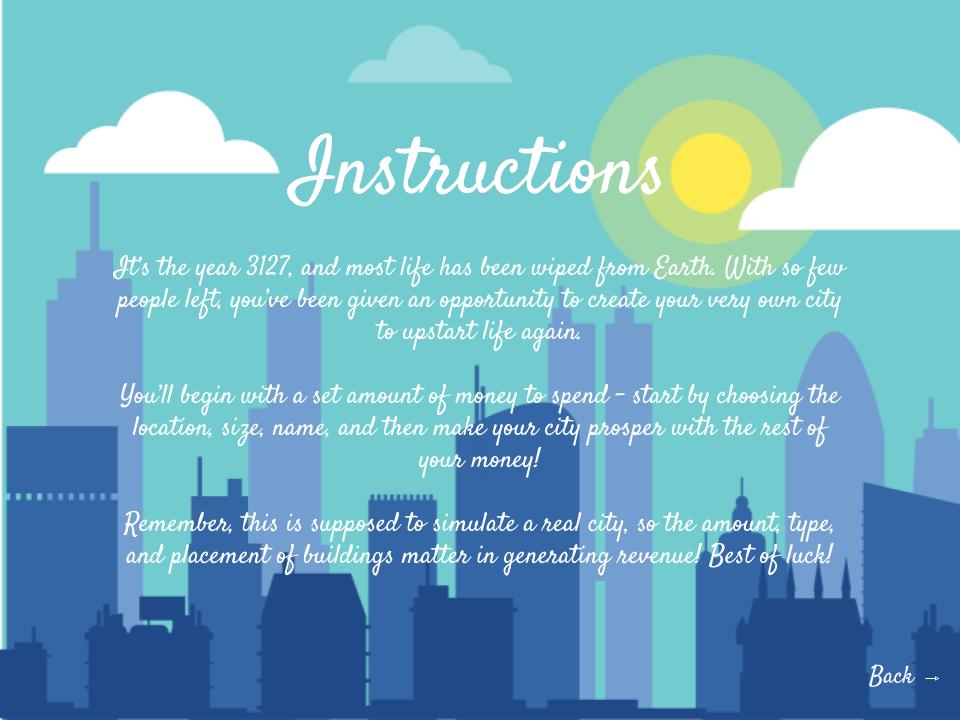 Instructions
It's the year 3127, and most life has been wiped from Earth. With so few
people left, you've been given an opportunity to create your very own city
to upstart life again.
You'll begin with a set amount of money to spend - start by choosing the
location, size, name, and then make your city prosper with the rest of
your money!
Remember, this is supposed to simulate a real city, so the amount, type,
and placement of buildings matter in generating revenue! Best of luck!
Back →